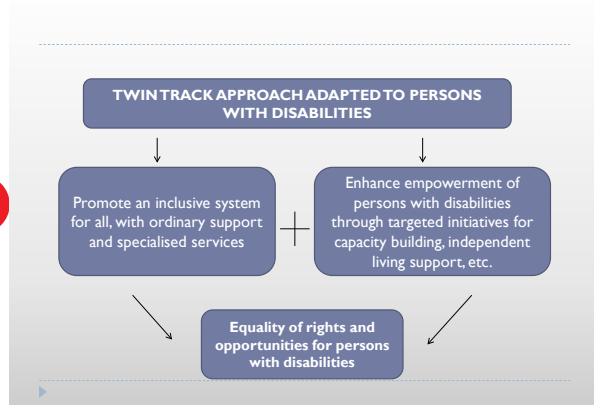 TWIN TRACK APPROACH ADAPTED TO PERSONS
WITH DISABILITIES
Promote an inclusive system
for all, with ordinary support
and specialised services
Enhance empowerment of
persons with disabilities
through targeted initiatives for
capacity building, independent
living support, etc.
Equality of rights and
opportunities for persons
with disabilities